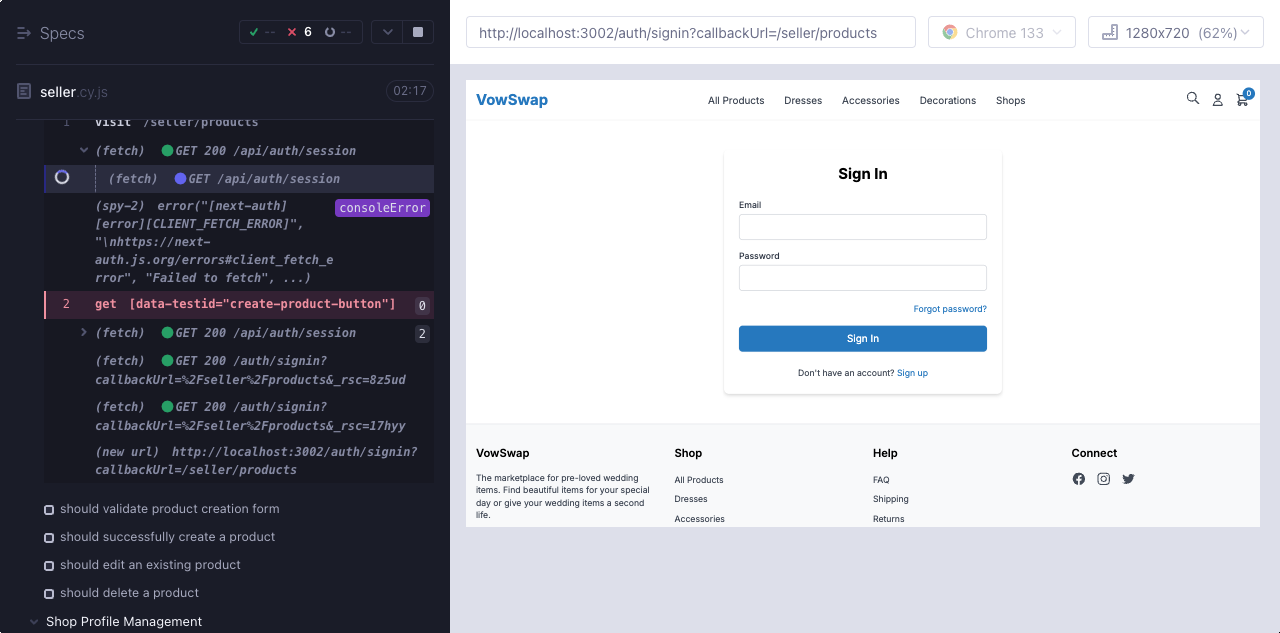 Specs
-- 6 --
seller.cy.js 02:17
1 visit /seller/products
(fetch) GET 200 /api/auth/session
(fetch) GET /api/auth/session
(spy-2) error("[next-auth] consoleError
[error][CLIENT_FETCH_ERROR]",
"\nhttps://next-
auth.js.org/errors#client_fetch_e
rror", "Failed to fetch", ...)
2 get [data-testid="create-product-button"] 0
(fetch) GET 200 /api/auth/session 2
(fetch) GET 200 /auth/signin?
callbackUrl=%2Fseller%2Fproducts&_rsc=8z5ud
(fetch) GET 200 /auth/signin?
callbackUrl=%2Fseller%2Fproducts&_rsc=17hyy
(new url) http://localhost:3002/auth/signin?
callbackUrl=/seller/products
should validate product creation form
should successfully create a product
should edit an existing product
should delete a product
Shop Profile Management
http://localhost:3002/auth/signin?callbackUrl=/seller/products
Chrome 133
1280x720 (62%)
VowSwap
All Products Dresses Accessories Decorations Shops
0
Sign In
Email
Password
Forgot password?
Sign In
Don't have an account? Sign up
VowSwap
The marketplace for pre-loved wedding
items. Find beautiful items for your special
day or give your wedding items a second
life.
Shop
All Products
Dresses
Accessories
Help
FAQ
Shipping
Returns
Connect